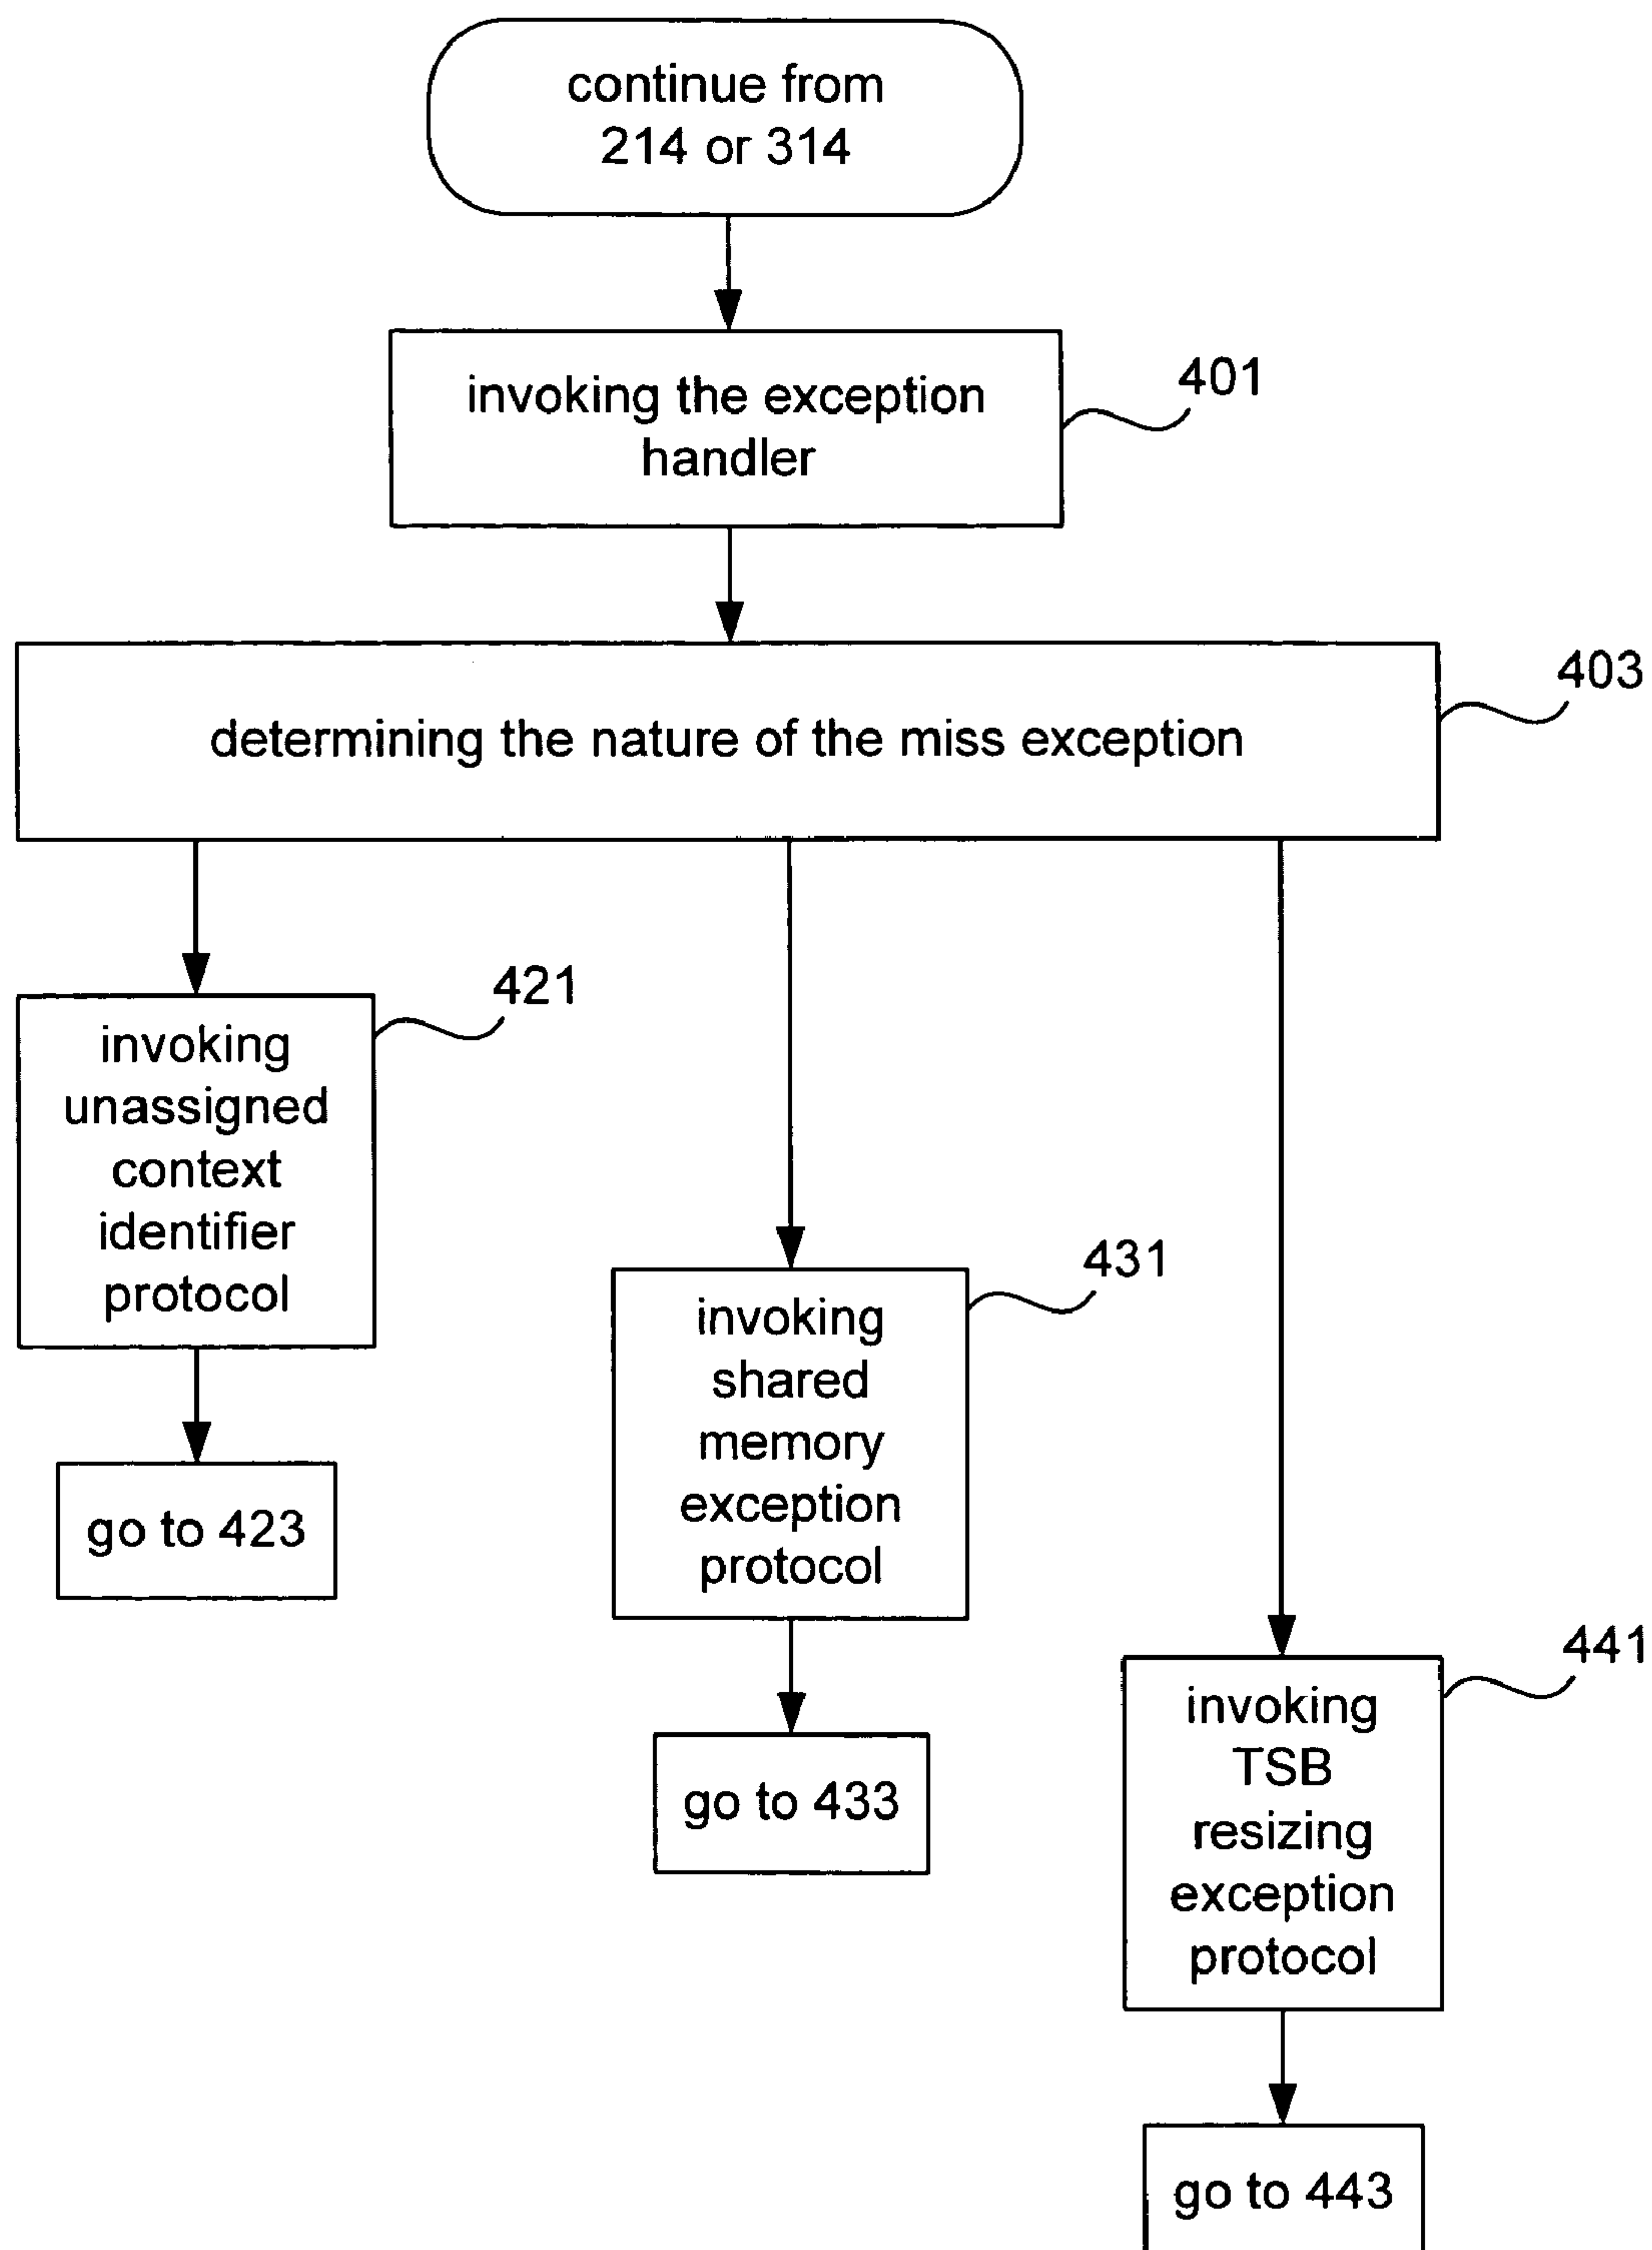 continue from
214 or 314
401
invoking the exception
handler
403
determining the nature of the miss exception
421
invoking
unassigned
context
identifier
protocol
go to 423
431
invoking
shared
memory
exception
protocol
go to 433
441
invoking
TSB
resizing
exception
protocol
go to 443